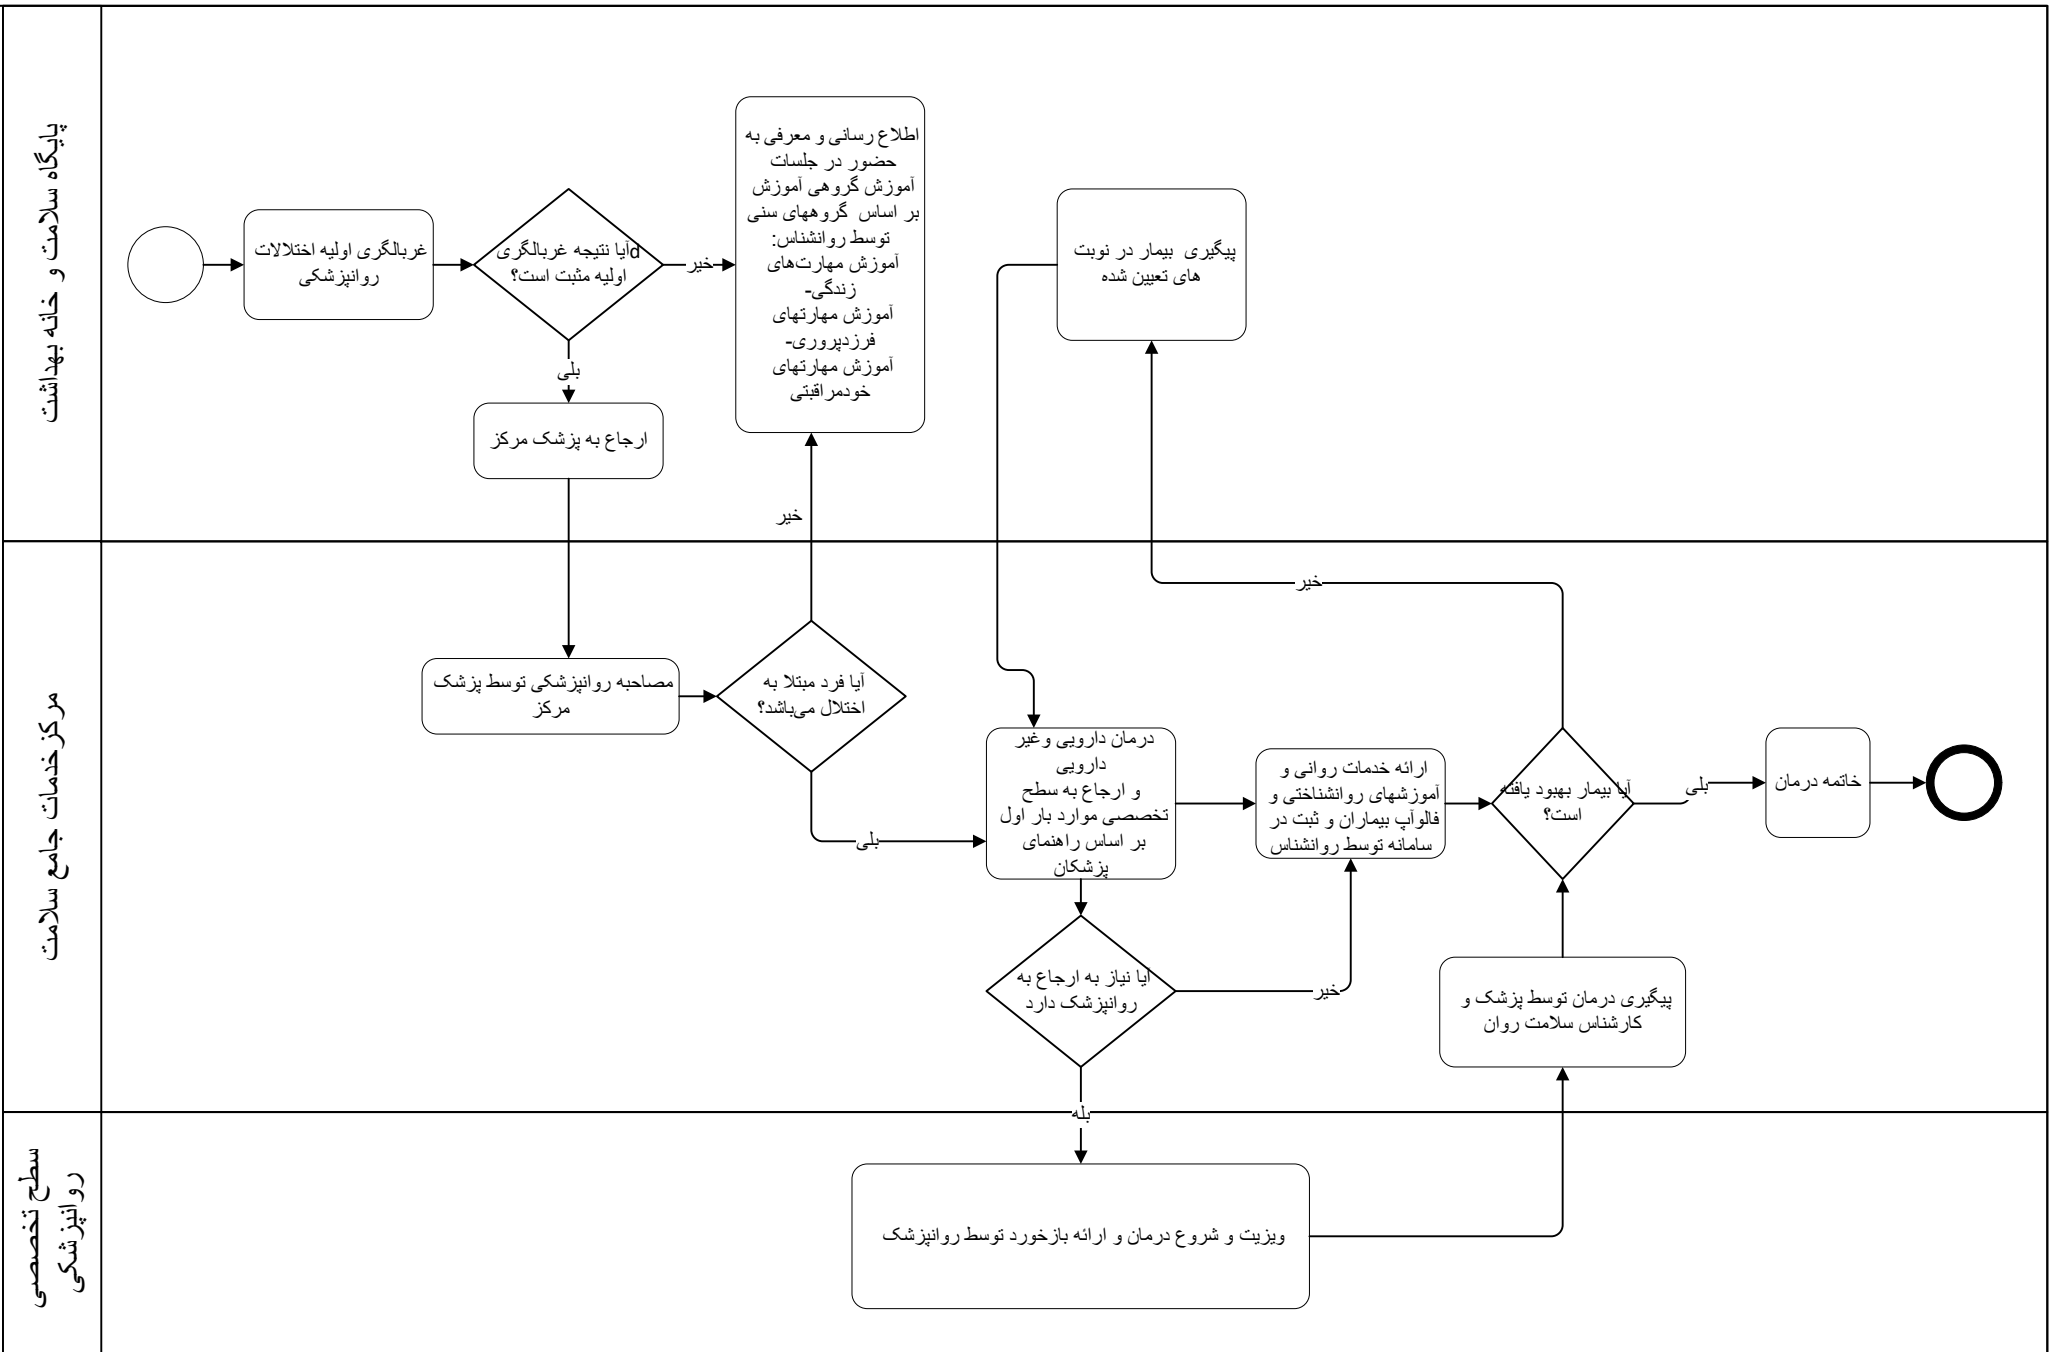 پایگاه سلامت و خانه بهداشت
غربالگری اولیه اختلالات
روانپزشکی
dآیا نتیجه غربالگری
اولیه مثبت است؟
خیر
بلی
اطلاع رسانی و معرفی به
حضور در جلسات
آموزش گروهی آموزش
بر اساس گروههای سنی
توسط روانشناس:
آموزش مهارت‌های
زندگی-
آموزش مهارتهای
فرزدپروری-
آموزش مهارتهای
خودمراقبتی
ارجاع به پزشک مرکز
پیگیری بیمار در نوبت
های تعیین شده
خیر
مرکزخدمات جامع سلامت
مصاحبه روانپزشکی توسط پزشک
مرکز
آیا فرد مبتلا به
اختلال می‌باشد؟
بلی
درمان دارویی وغیر
دارویی
و ارجاع به سطح
تخصصی موارد بار اول
بر اساس راهنمای
پزشکان
ارائه خدمات روانی و
آموزشهای روانشناختی و
فالوآپ بیماران و ثبت در
سامانه توسط روانشناس
آیا بیمار بهبود یافته
است؟
خیر
بلی
خاتمه درمان
آیا نیاز به ارجاع به
روانپزشک دارد
خیر
بله
پیگیری درمان توسط پزشک و
کارشناس سلامت روان
سطح تخصصی
روانپزشکی
ویزیت و شروع درمان و ارائه بازخورد توسط روانپزشک